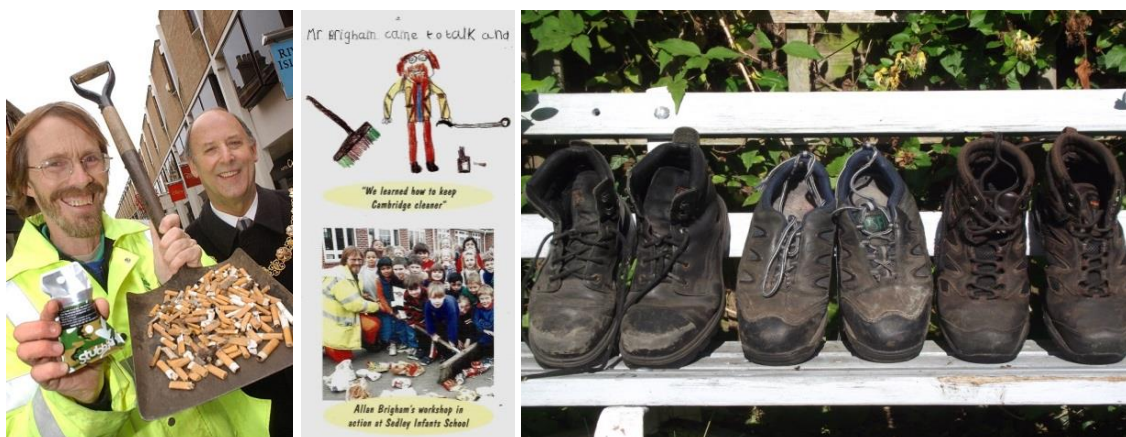 Mr Brigham came to talk and
"We learned how to keep
Cambridge cleaner"
Allan Brigham's workshop in
action at Sedley Infants School